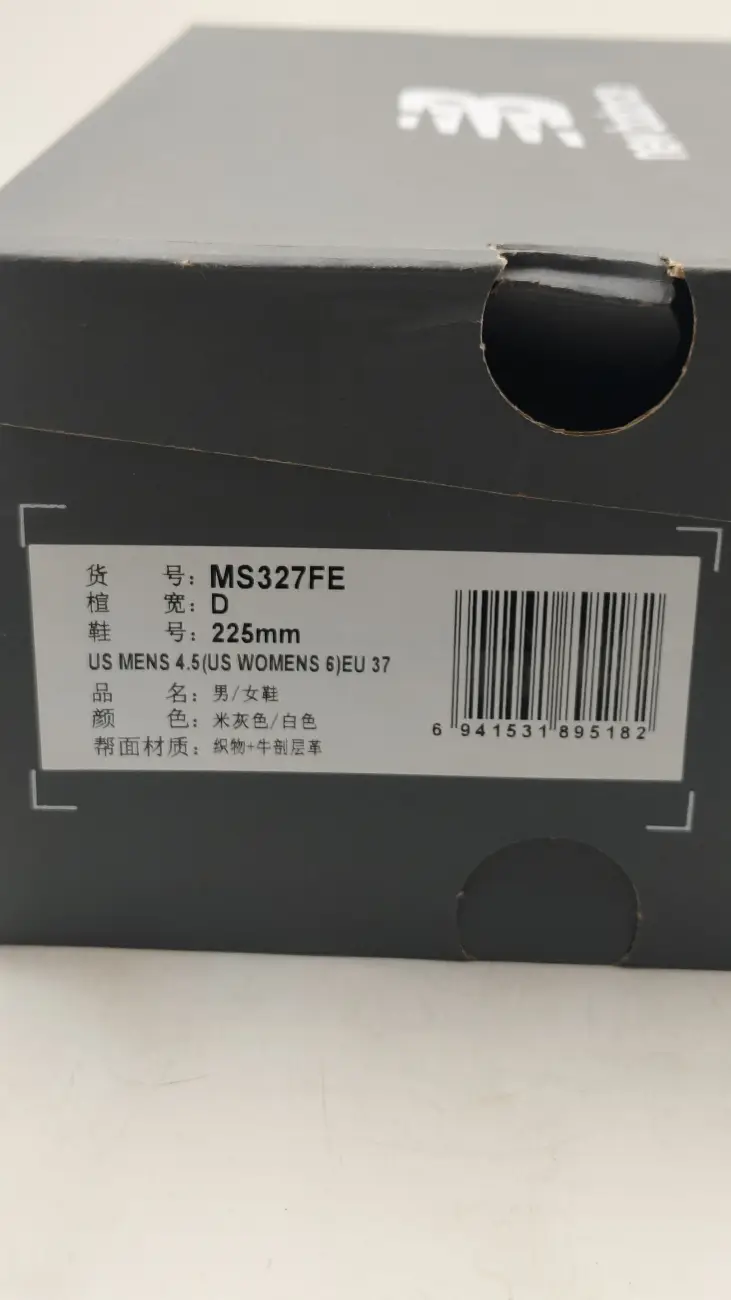 货 号：MS327FE
楦 宽：D
鞋 号：225mm
US MENS 4.5(US WOMENS 6)EU 37
品 名：男/女鞋
颜 色：米灰色/白色
帮面材质：织物+牛剖层革
6 941531 895182